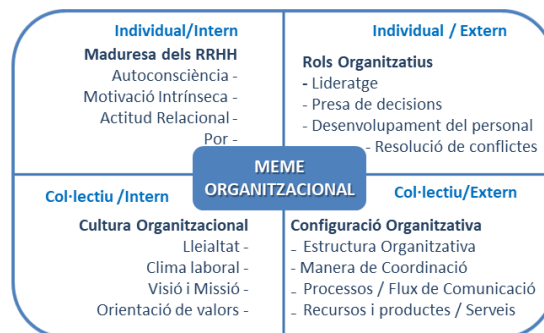 Individual/Intern
Maduresa dels RRHH
Autoconsciència -
Motivació Intrínseca -
Actitud Relacional -
Por -
Individual / Extern
Rols Organitzatius
- Lideratge
- Presa de decisions
- Desenvolupament del personal
- Resolució de conflictes
MEME
ORGANITZACIONAL
Col·lectiu /Intern
Cultura Organitzacional
Lleialtat -
Clima laboral -
Visió i Missió -
Orientació de valors -
Col·lectiu/Extern
Configuració Organitzativa
- Estructura Organitzativa
- Manera de Coordinació
- Processos / Flux de Comunicació
- Recursos i productes / Serveis